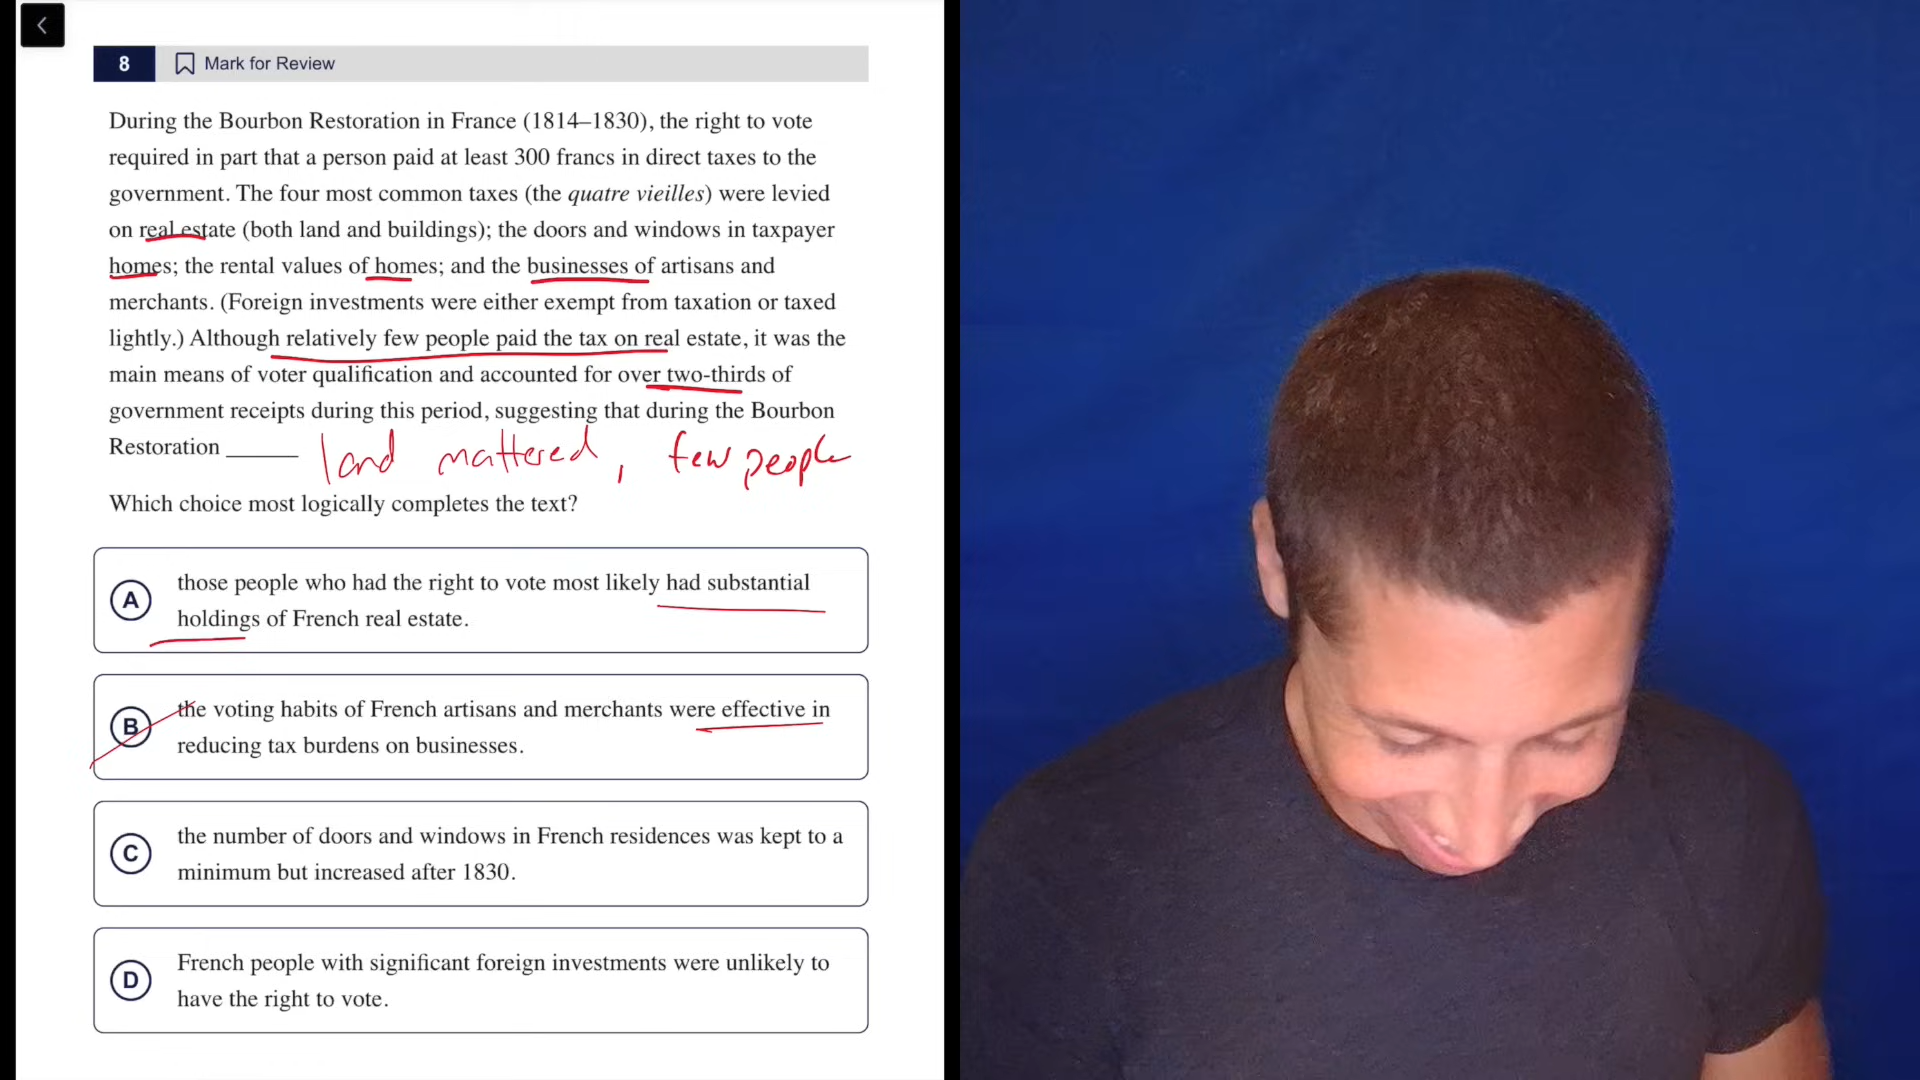 8 Mark for Review
During the Bourbon Restoration in France (1814–1830), the right to vote
required in part that a person paid at least 300 francs in direct taxes to the
government. The four most common taxes (the quatre vieilles) were levied
on real estate (both land and buildings); the doors and windows in taxpayer
homes; the rental values of homes; and the businesses of artisans and
merchants. (Foreign investments were either exempt from taxation or taxed
lightly.) Although relatively few people paid the tax on real estate, it was the
main means of voter qualification and accounted for over two-thirds of
government receipts during this period, suggesting that during the Bourbon
Restoration ______ land mattered, few people
Which choice most logically completes the text?
A those people who had the right to vote most likely had substantial
holdings of French real estate.
B the voting habits of French artisans and merchants were effective in
reducing tax burdens on businesses.
C the number of doors and windows in French residences was kept to a
minimum but increased after 1830.
D French people with significant foreign investments were unlikely to
have the right to vote.